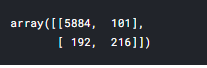 array([[5884,  101],
       [ 192,  216]])